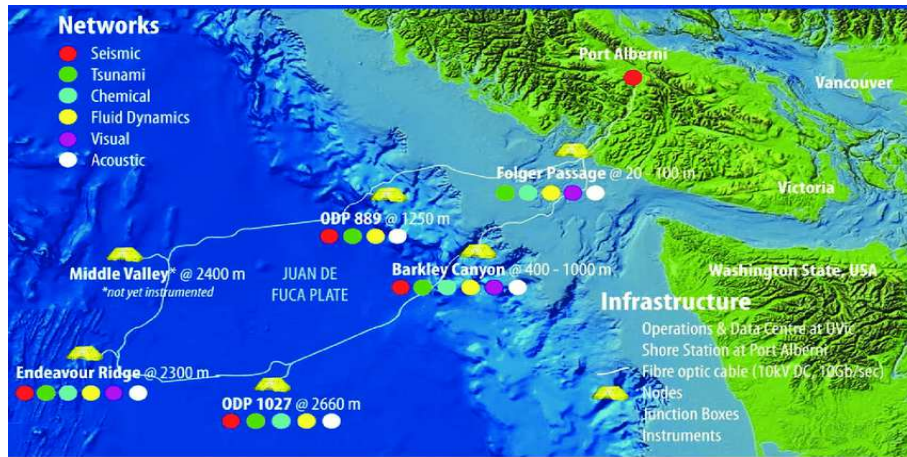 Networks
Seismic
Tsunami
Chemical
Fluid Dynamics
Visual
Acoustic
Port Alberni
Vancouver
Folger Passage @ 20 - 100 m
Victoria
ODP 889 @ 1250 m
Middle Valley* @ 2400 m
*not yet instrumented
JUAN DE
FUCA PLATE
Barkley Canyon @ 400 - 1000 m
Washington State, USA
Endeavour Ridge @ 2300 m
ODP 1027 @ 2660 m
Infrastructure
Operations & Data Centre at UVic
Shore Station at Port Alberni
Fibre optic cable (10kV DC, 10Gb/sec)
Nodes
Junction Boxes
Instruments